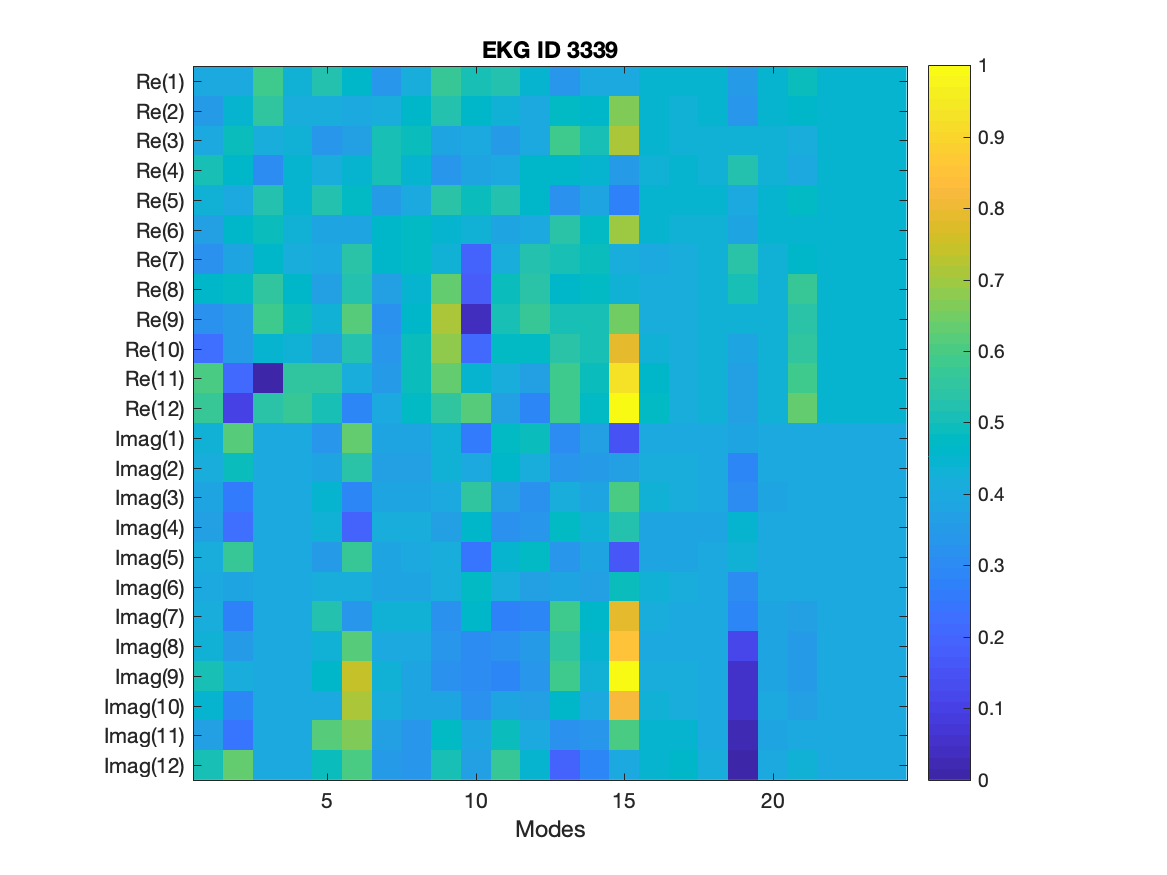 EKG ID 3339
Re(1)
Re(2)
Re(3)
Re(4)
Re(5)
Re(6)
Re(7)
Re(8)
Re(9)
Re(10)
Re(11)
Re(12)
Imag(1)
Imag(2)
Imag(3)
Imag(4)
Imag(5)
Imag(6)
Imag(7)
Imag(8)
Imag(9)
Imag(10)
Imag(11)
Imag(12)
5 10 15 20
Modes
1
0.9
0.8
0.7
0.6
0.5
0.4
0.3
0.2
0.1
0